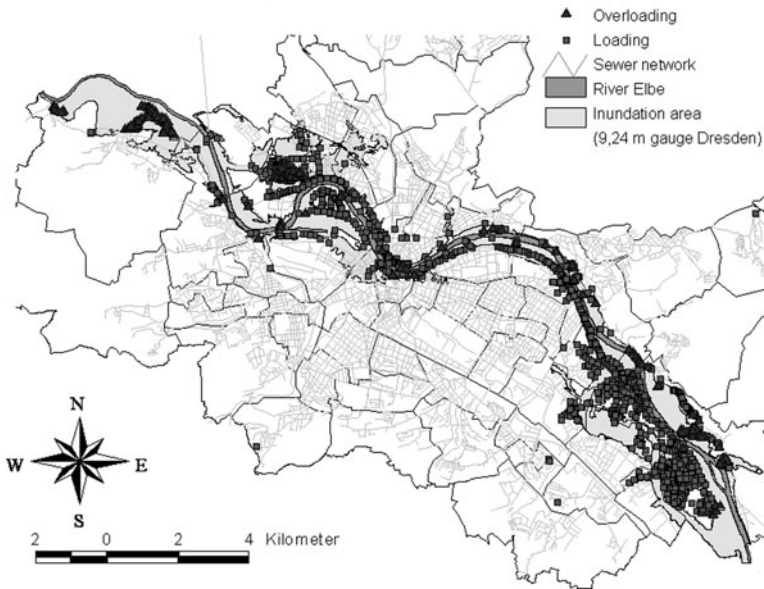 Overloading
Loading
Sewer network
River Elbe
Inundation area
(9,24 m gauge Dresden)
N
W E
S
2 0 2 4 Kilometer